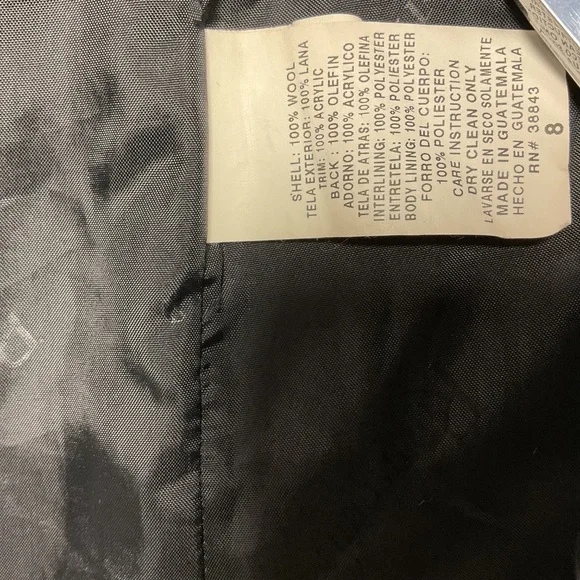 SHELL: 100% WOOL
TELA EXTERIOR: 100% LANA
TRIM: 100% ACRYLIC
BACK : 100% OLEFIN
ADORNO: 100% ACRYLICO
TELA DE ATRAS: 100% OLEFINA
INTERLINING: 100% POLYESTER
ENTRETELA: 100% POLIESTER
BODY LINING: 100% POLYESTER
FORRO DEL CUERPO:
100% POLIESTER
CARE INSTRUCTION
DRY CLEAN ONLY
LAVARSE EN SECO SOLAMENTE
MADE IN GUATEMALA
HECHO EN GUATEMALA
RN# 38643
8